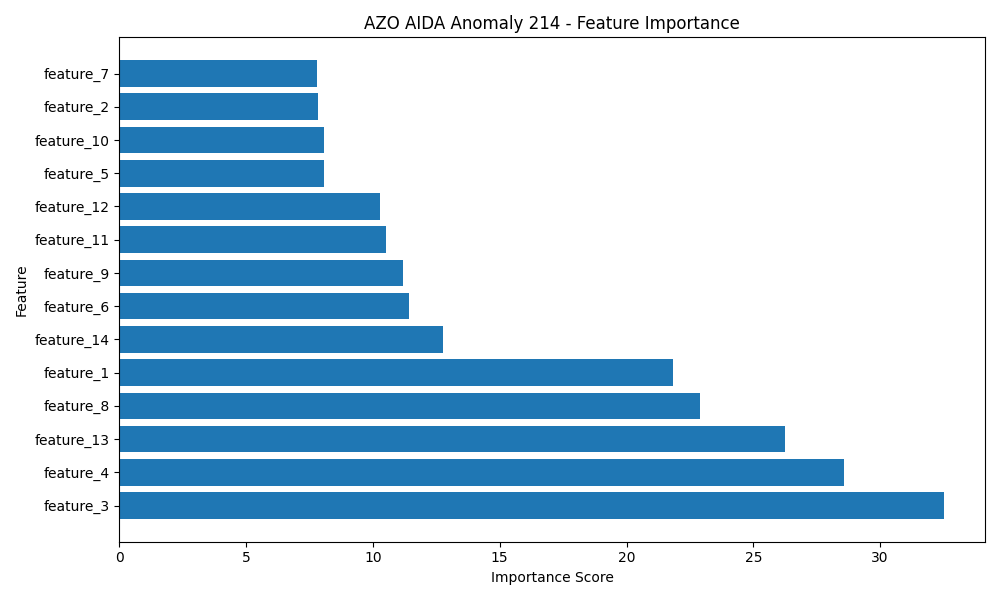 AZO AIDA Anomaly 214 - Feature Importance
Feature
feature_7
feature_2
feature_10
feature_5
feature_12
feature_11
feature_9
feature_6
feature_14
feature_1
feature_8
feature_13
feature_4
feature_3
0 5 10 15 20 25 30
Importance Score